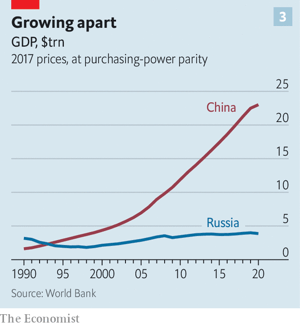 Growing apart
3
GDP, $trn
2017 prices, at purchasing-power parity
25
China
20
15
10
Russia
5
0
1990 95 2000 05 10 15 20
Source: World Bank
The Economist